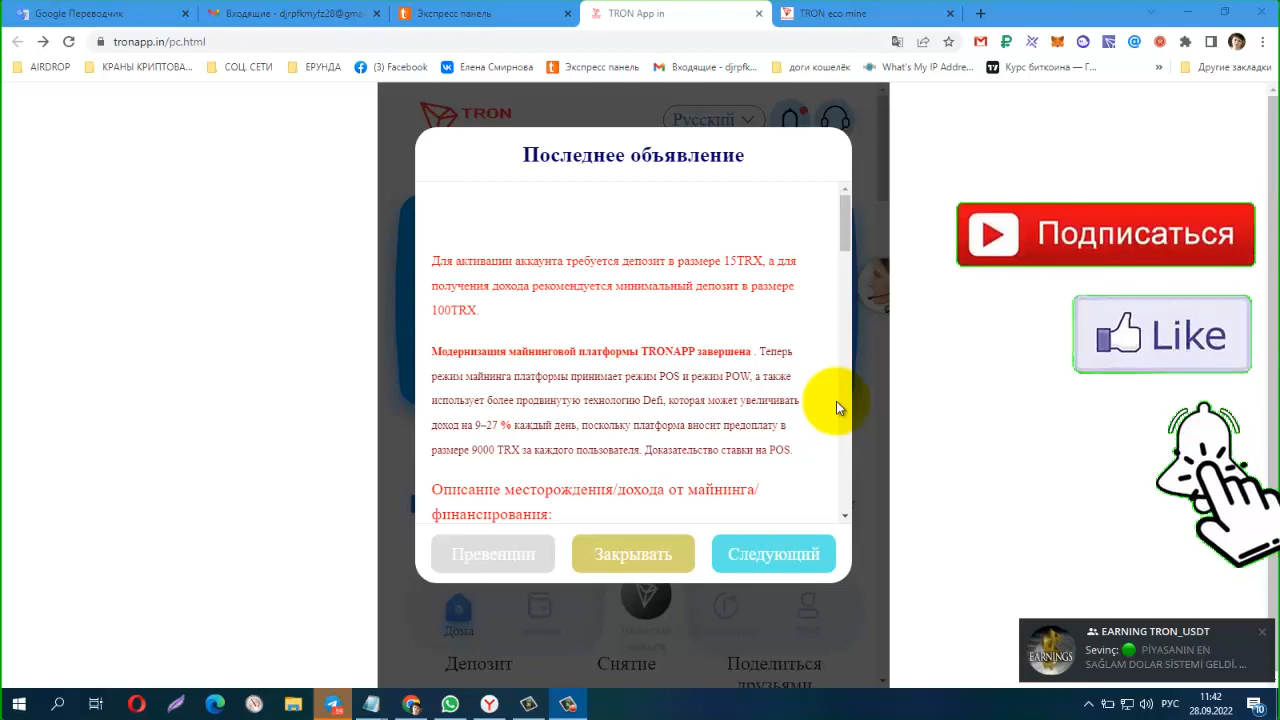 Google Переводчик
Входящие - djrpfkmyfz28@gmai
Экспресс панель
TRON App in
TRON eco mine
tronapp.in/pc.html
AIRDROP
КРАНЫ КРИПТОВА...
СОЦ. СЕТИ
ЕРУНДА
(3) Facebook
Елена Смирнова
Экспресс панель
Входящие - djrpfk...
доги кошелёк
What's My IP Addre...
Курс биткоина — Г...
»
Другие закладки
TRON
Русский
Последнее объявление
Для активации аккаунта требуется депозит в размере 15TRX, а для
получения дохода рекомендуется минимальный депозит в размере
100TRX.
Модернизация майнинговой платформы TRONAPP завершена . Теперь
режим майнинга платформы принимает режим POS и режим POW, а также
использует более продвинутую технологию Defi, которая может увеличивать
доход на 9–27 % каждый день, поскольку платформа вносит предоплату в
размере 9000 TRX за каждого пользователя. Доказательство ставки на POS.
Описание месторождения/дохода от майнинга/
финансирования:
Превенции
Закрывать
Следующий
Дома
Депозит
Снятие
Поделиться
друзьями
Подписаться
Like
EARNINGS
EARNING TRON_USDT
Sevinç: PİYASANIN EN
SAĞLAM DOLAR SİSTEMİ GELDİ. ...
РУС
11:42
28.09.2022
10